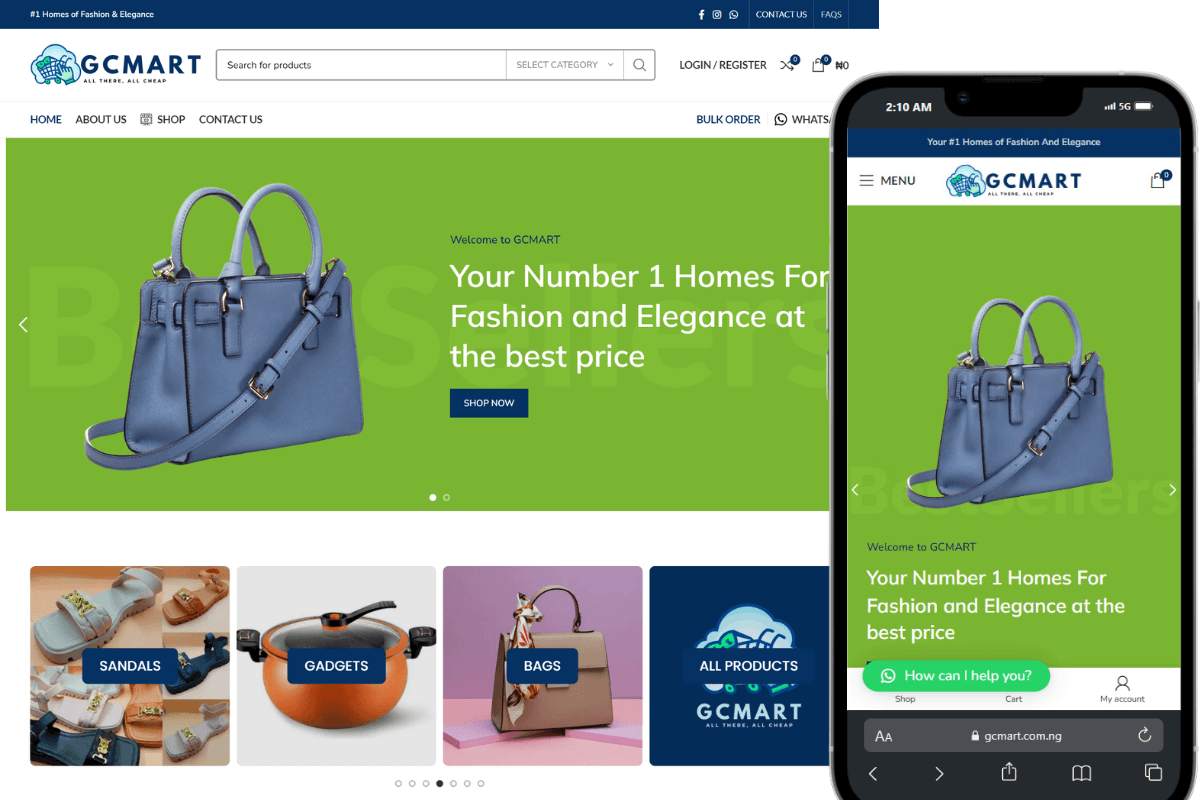 #1 Homes of Fashion & Elegance
CONTACT US FAQS
GCMART
ALL THERE, ALL CHEAP
Search for products
SELECT CATEGORY
LOGIN / REGISTER
0
0
₦0
HOME ABOUT US SHOP CONTACT US
BULK ORDER WHATSA
Best Sellers
Welcome to GCMART
Your Number 1 Homes For
Fashion and Elegance at
the best price
SHOP NOW
SANDALS
GADGETS
BAGS
ALL PRODUCTS
GCMART
ALL THERE, ALL CHEAP
2:10 AM
5G
Your #1 Homes of Fashion And Elegance
MENU
GCMART
ALL THERE, ALL CHEAP
0
Bestsellers
Welcome to GCMART
Your Number 1 Homes For
Fashion and Elegance at the
best price
How can I help you?
Shop Cart My account
AA gcmart.com.ng